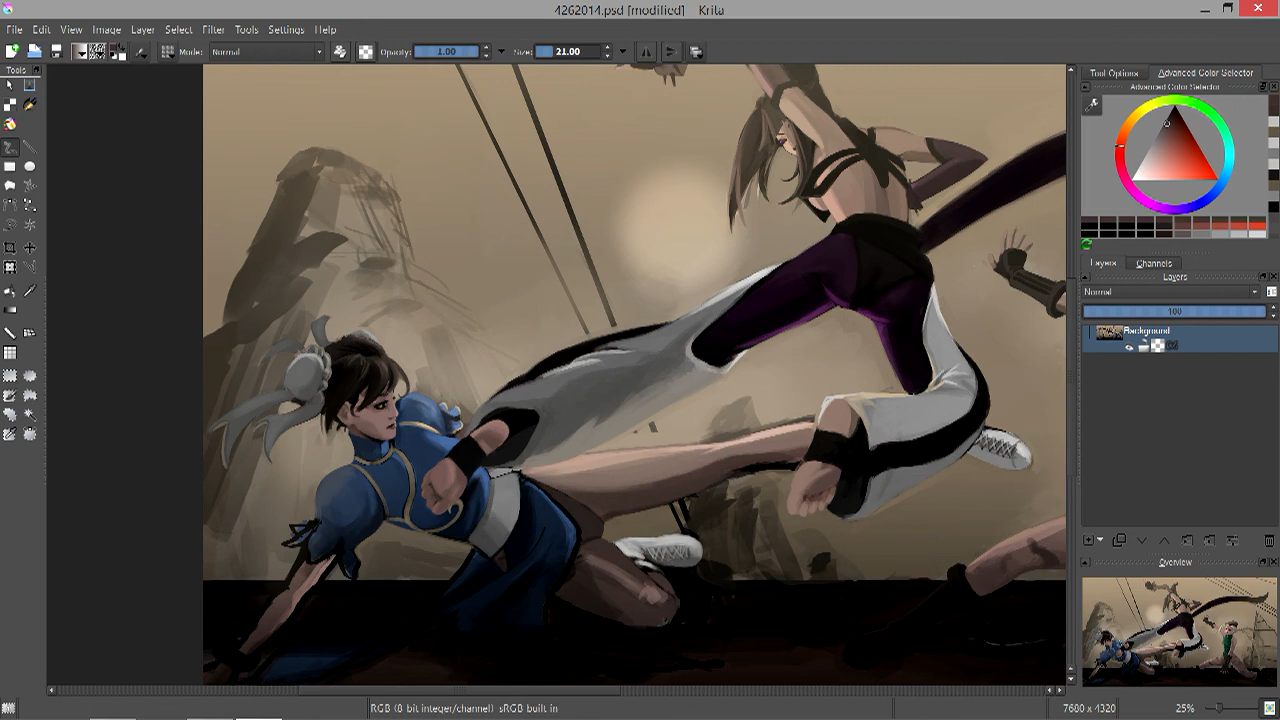 4262014.psd [modified] - Krita
File Edit View Image Layer Select Filter Tools Settings Help
Mode: Normal Opacity: 1.00 Size: 21.00
Tools
Tool Options Advanced Color Selector
Advanced Color Selector
Layers Channels
Layers
Normal
100
Background
Overview
RGB (8 bit integer/channel) sRGB built in
7680 x 4320 25%